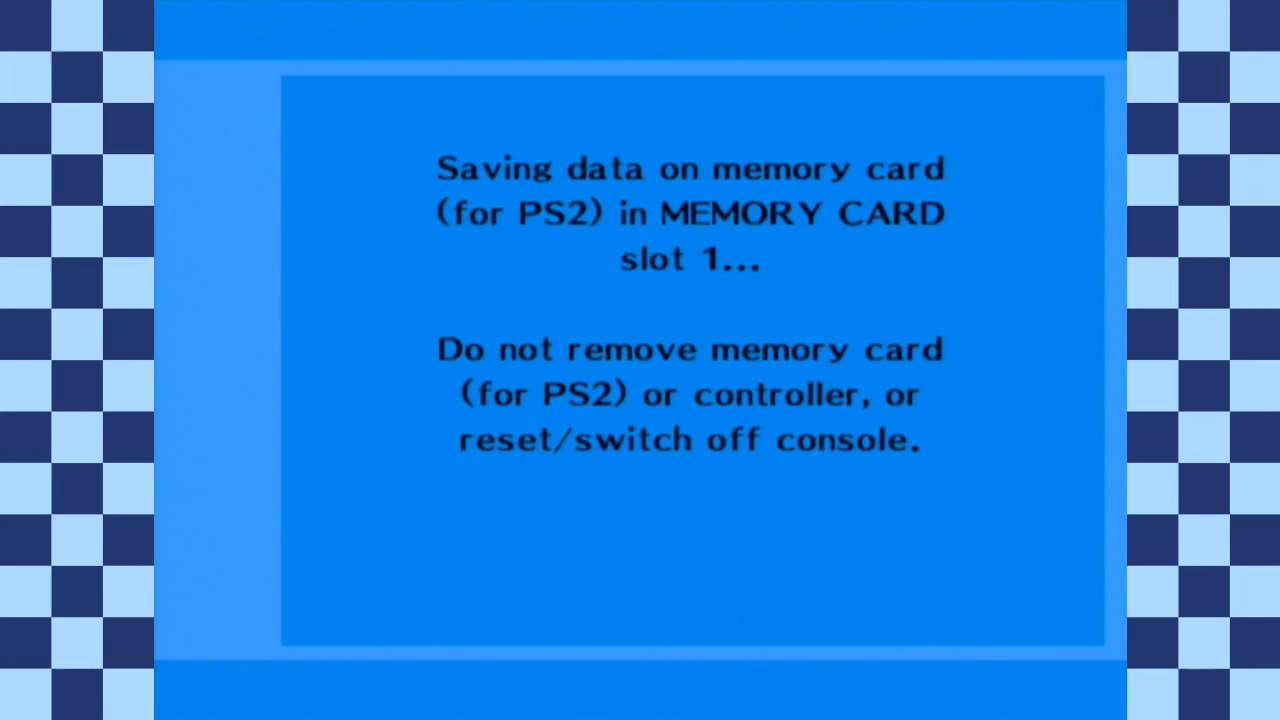 Saving data on memory card
(for PS2) in MEMORY CARD
slot 1...
Do not remove memory card
(for PS2) or controller, or
reset/switch off console.